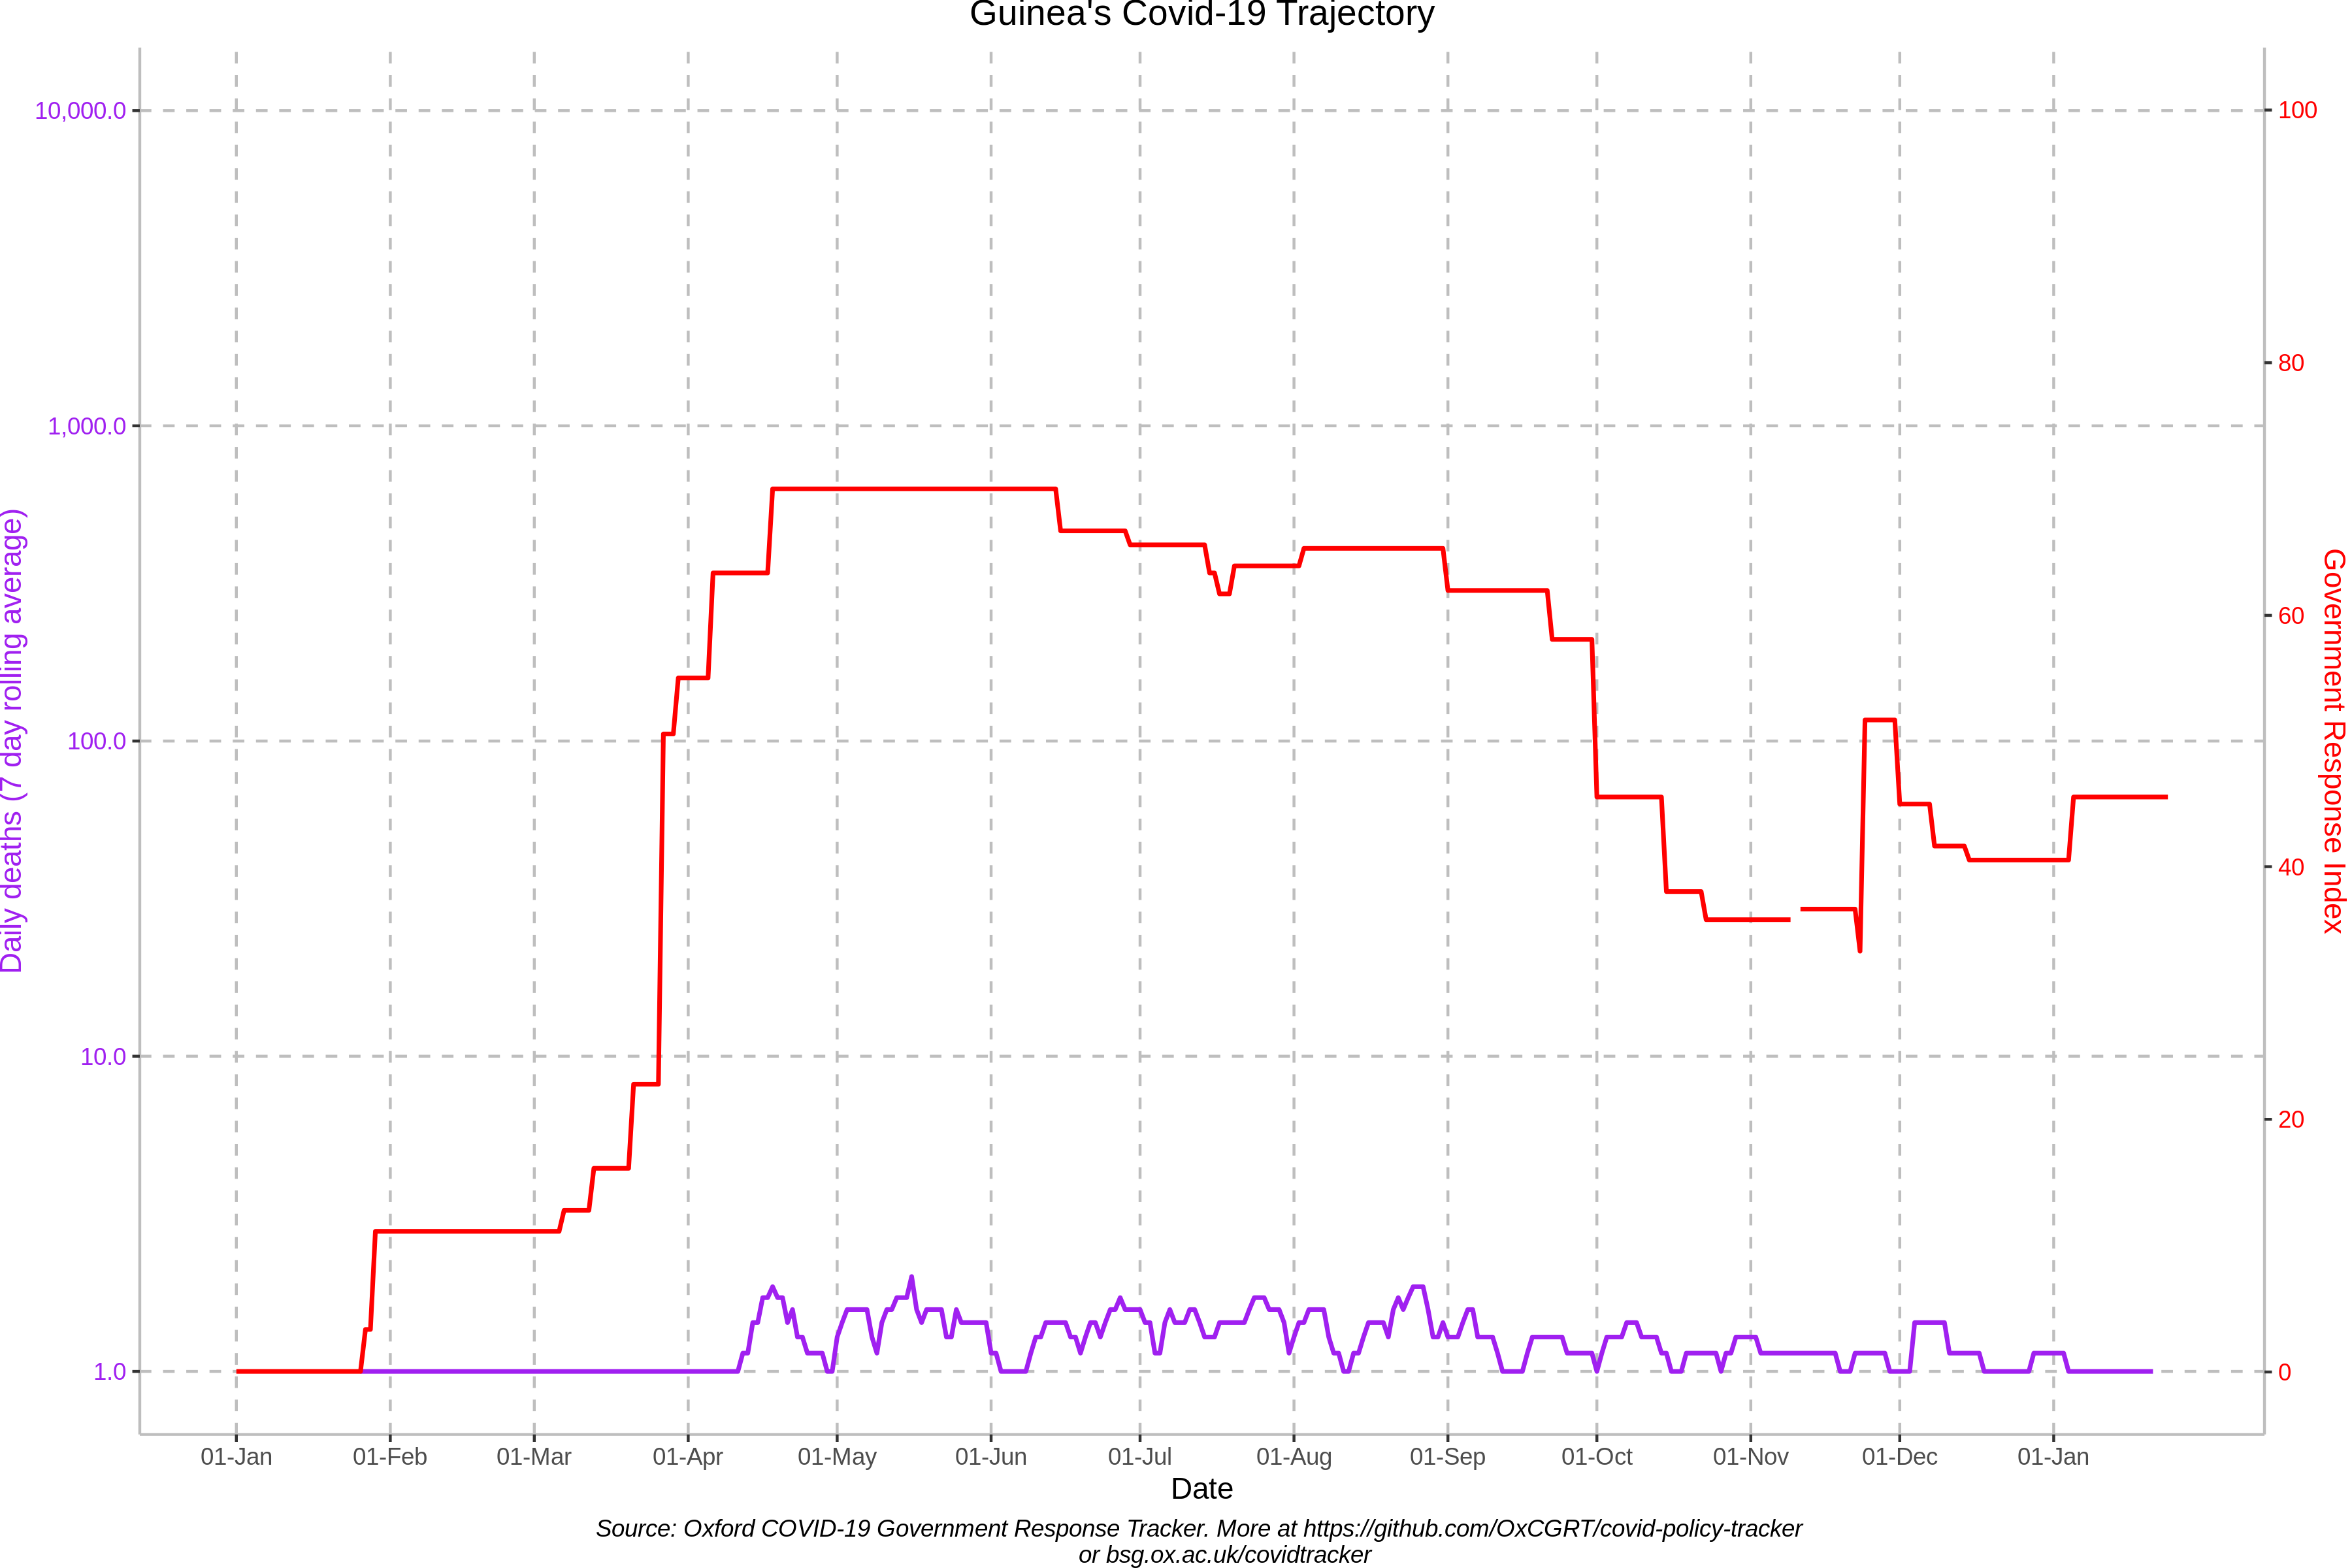 Guinea's Covid-19 Trajectory
10,000.0
1,000.0
100.0
10.0
1.0
Daily deaths (7 day rolling average)
100
80
60
40
20
0
Government Response Index
01-Jan 01-Feb 01-Mar 01-Apr 01-May 01-Jun 01-Jul 01-Aug 01-Sep 01-Oct 01-Nov 01-Dec 01-Jan
Date
Source: Oxford COVID-19 Government Response Tracker. More at https://github.com/OxCGRT/covid-policy-tracker
or bsg.ox.ac.uk/covidtracker